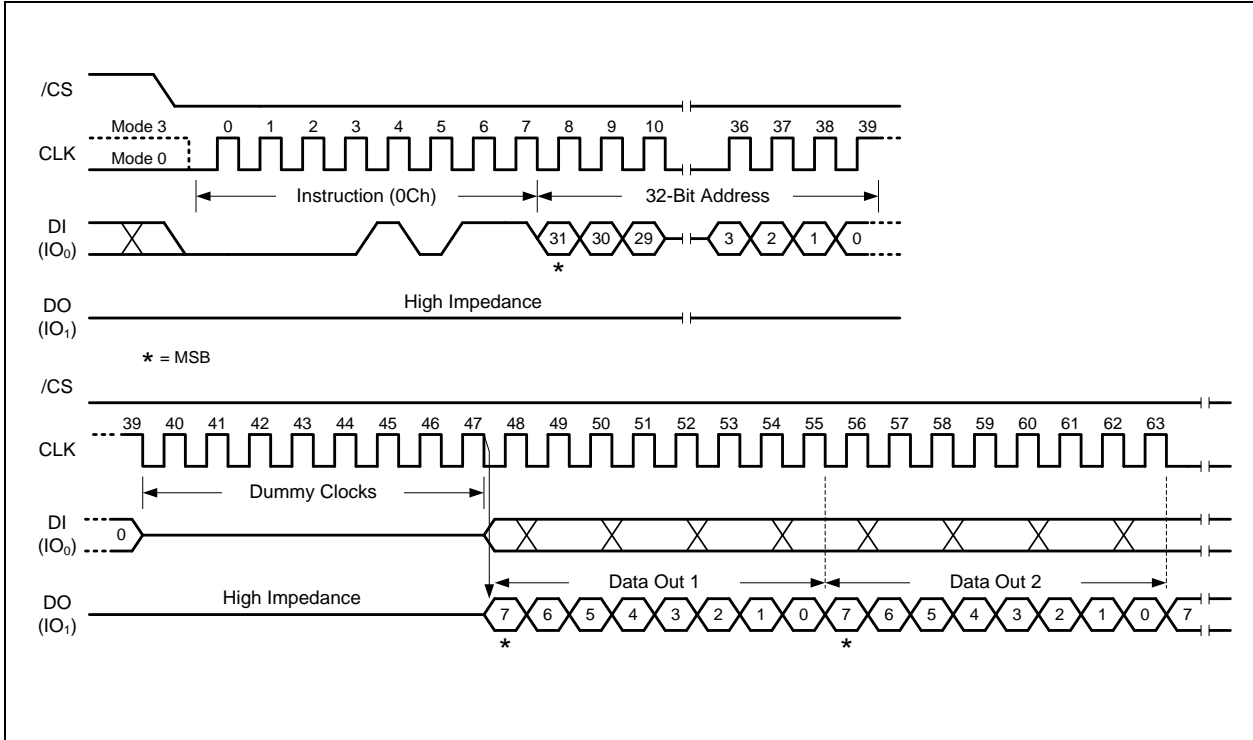 /CS
Mode 3 0 1 2 3 4 5 6 7 8 9 10 36 37 38 39
CLK
Mode 0
Instruction (0Ch) 32-Bit Address
DI
(IO₀)
31 30 29 3 2 1 0
*
High Impedance
DO
(IO₁)
* = MSB
/CS
39 40 41 42 43 44 45 46 47 48 49 50 51 52 53 54 55 56 57 58 59 60 61 62 63
CLK
Dummy Clocks
DI
(IO₀)
0
Data Out 1 Data Out 2
High Impedance
DO
(IO₁)
7 6 5 4 3 2 1 0 7 6 5 4 3 2 1 0 7
* *